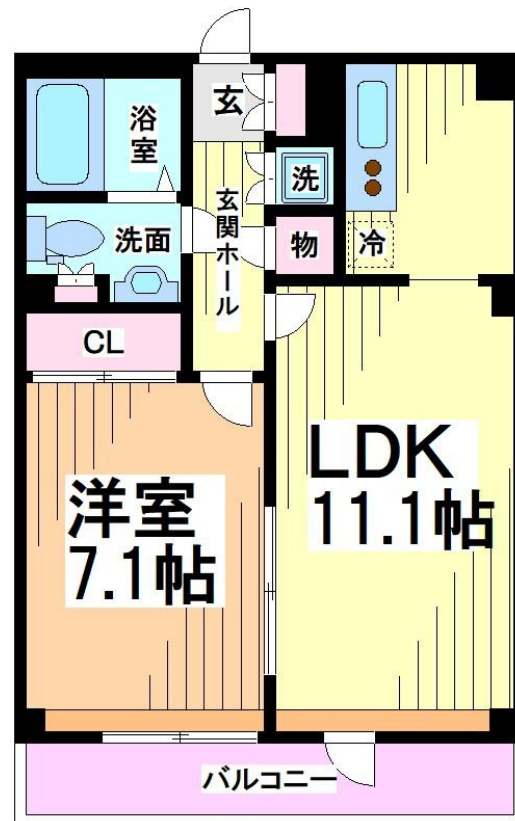 玄
浴室
洗
玄関ホール
洗面
物
冷
CL
LDK
11.1帖
洋室
7.1帖
バルコニー